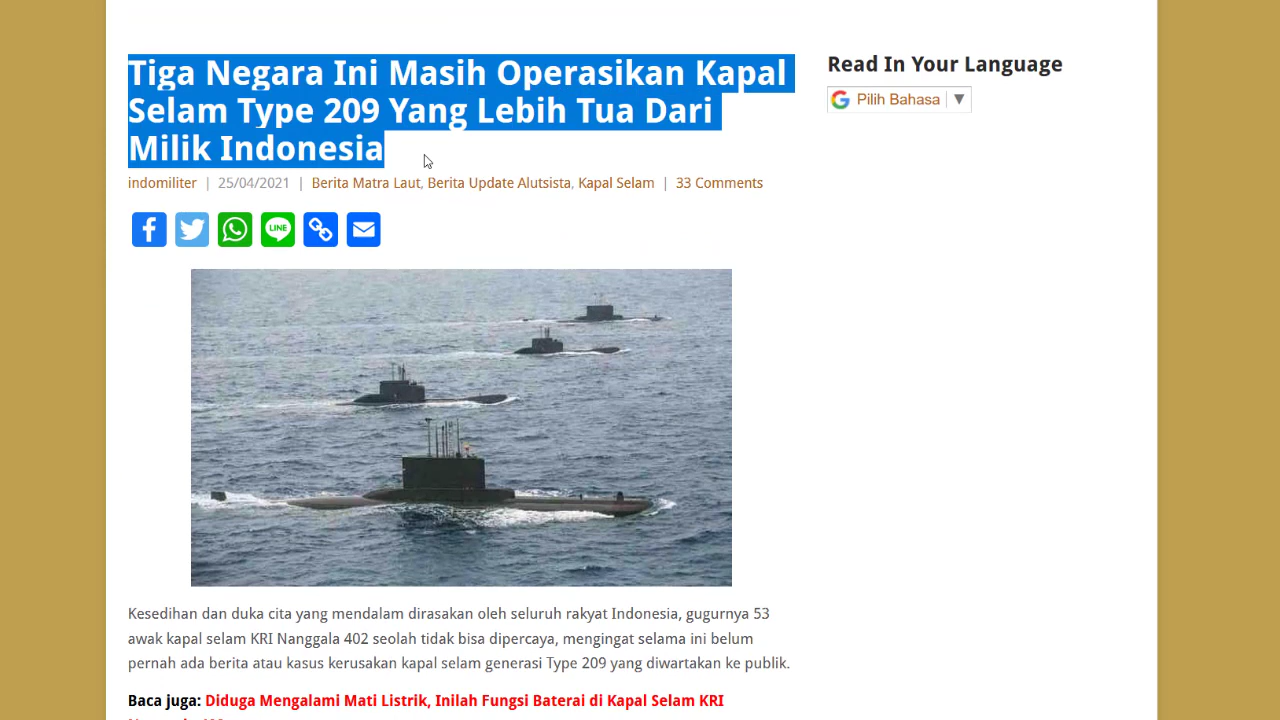 Tiga Negara Ini Masih Operasikan Kapal
Selam Type 209 Yang Lebih Tua Dari
Milik Indonesia
indomiliter | 25/04/2021 | Berita Matra Laut, Berita Update Alutsista, Kapal Selam | 33 Comments
LINE
Kesedihan dan duka cita yang mendalam dirasakan oleh seluruh rakyat Indonesia, gugurnya 53
awak kapal selam KRI Nanggala 402 seolah tidak bisa dipercaya, mengingat selama ini belum
pernah ada berita atau kasus kerusakan kapal selam generasi Type 209 yang diwartakan ke publik.
Baca juga: Diduga Mengalami Mati Listrik, Inilah Fungsi Baterai di Kapal Selam KRI
Read In Your Language
Pilih Bahasa